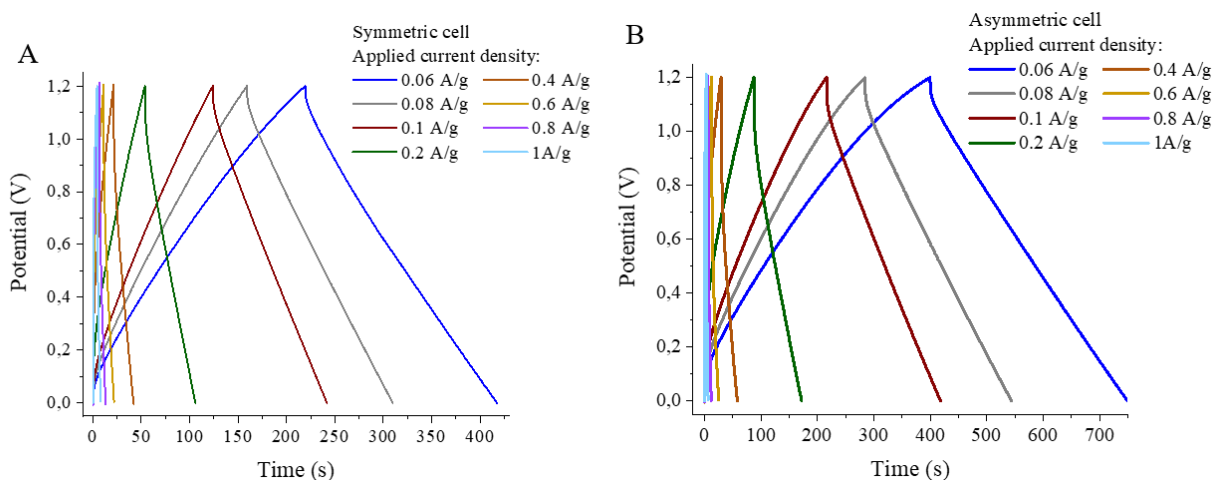 A
Symmetric cell
Applied current density:
0.06 A/g 0.4 A/g
0.08 A/g 0.6 A/g
0.1 A/g 0.8 A/g
0.2 A/g 1A/g
1,2
1,0
0,8
0,6
0,4
0,2
0,0
Potential (V)
0 50 100 150 200 250 300 350 400
Time (s)
B
Asymmetric cell
Applied current density:
0.06 A/g 0.4 A/g
0.08 A/g 0.6 A/g
0.1 A/g 0.8 A/g
0.2 A/g 1A/g
1,2
1,0
0,8
0,6
0,4
0,2
0,0
Potential (V)
0 100 200 300 400 500 600 700
Time (s)